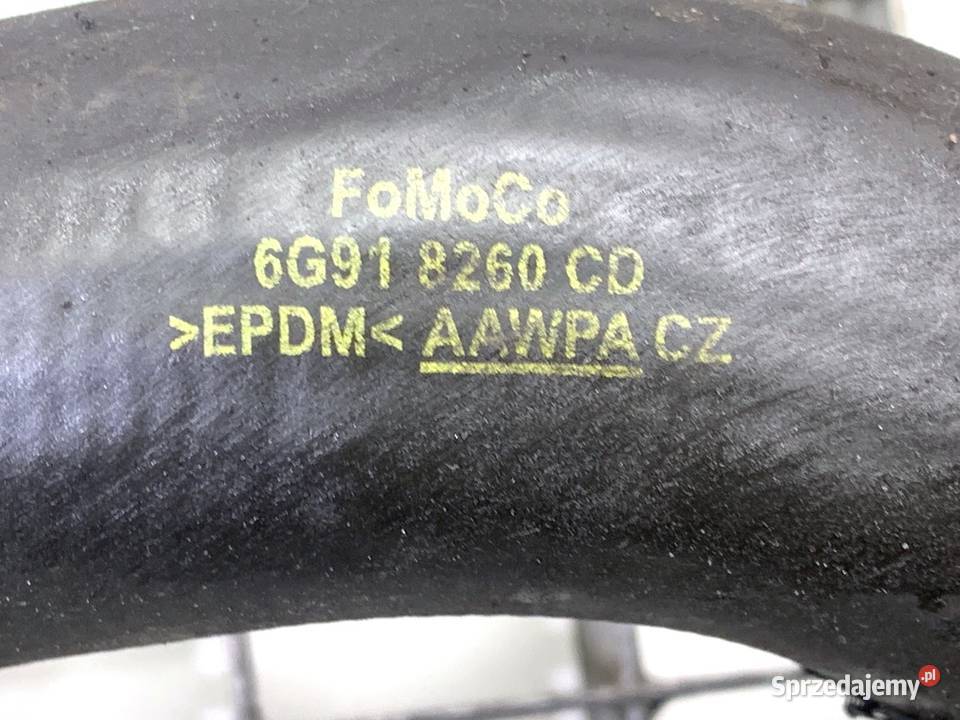 FoMoCo
6G91 8260 CD
>EPDM< AAWPA CZ
Sprzedajemy.pl